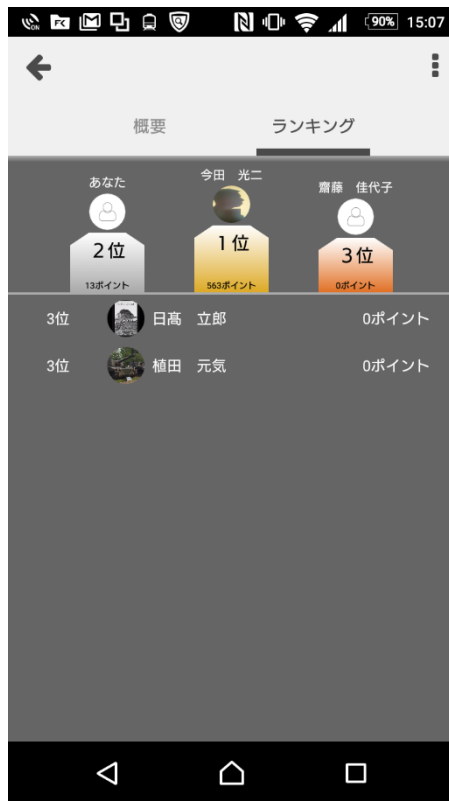 90% 15:07
概要 ランキング
あなた 今田 光二 齋藤 佳代子
2位 1位 3位
13ポイント 563ポイント 0ポイント
3位 日髙 立郎 0ポイント
3位 植田 元気 0ポイント